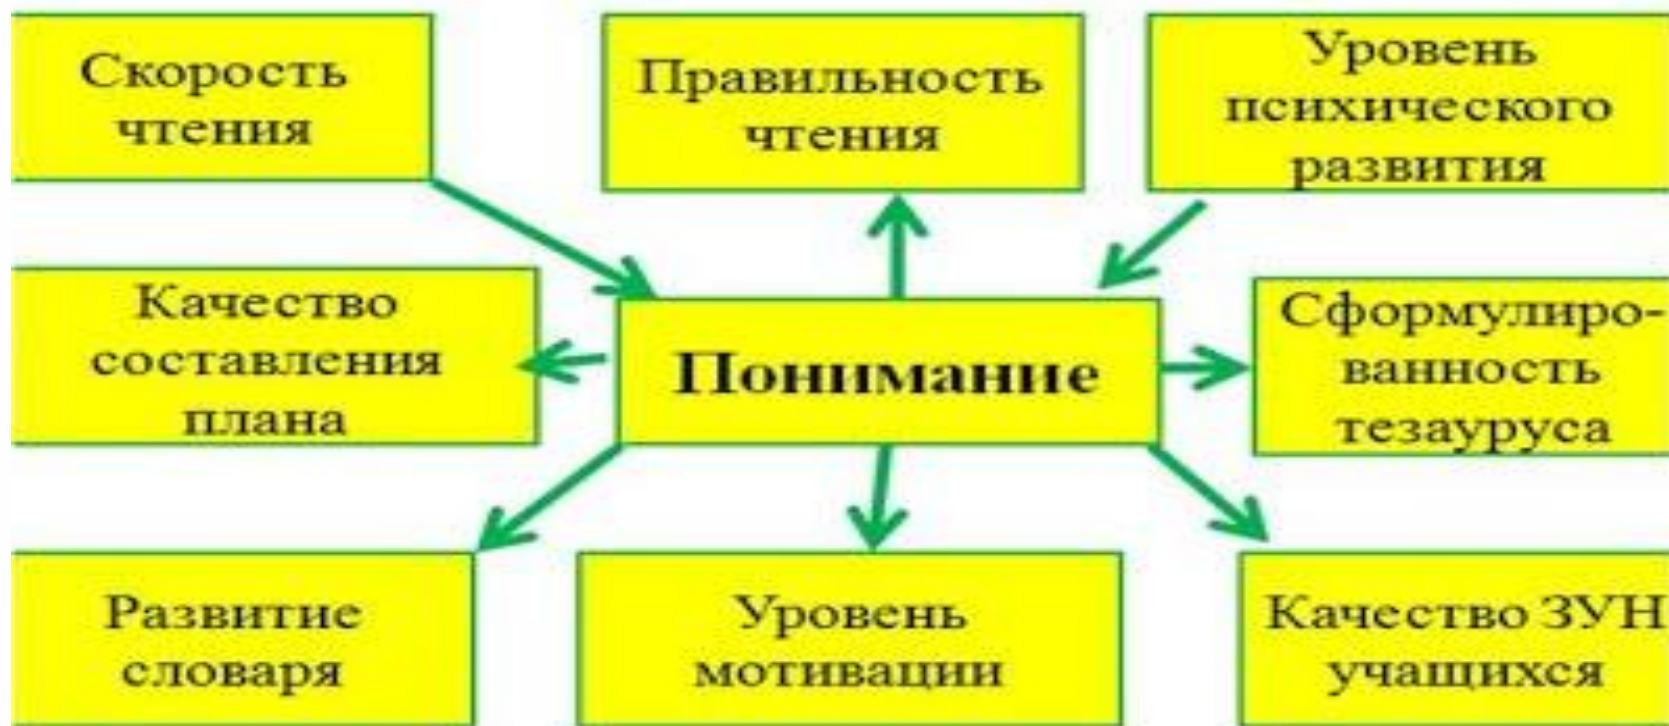 Скорость
чтения
Правильность
чтения
Уровень
психического
развития
Качество
составления
плана
Понимание
Сформулиро-
ванность
тезауруса
Развитие
словаря
Уровень
мотивации
Качество ЗУН
учащихся